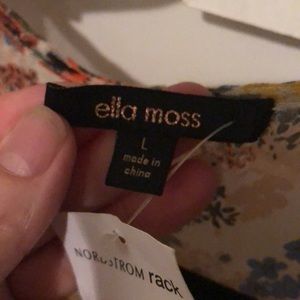 ella moss
L
made in
china
NORDSTROM rack